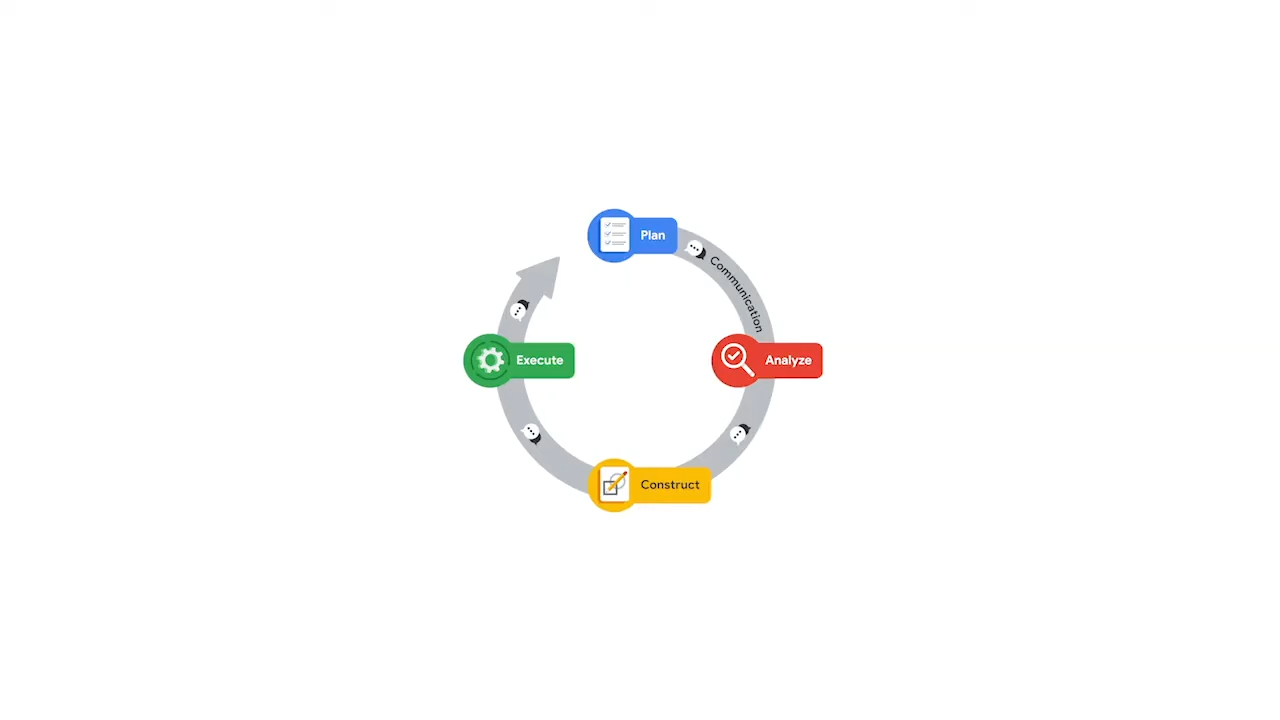 Plan
Communication
Analyze
Construct
Execute